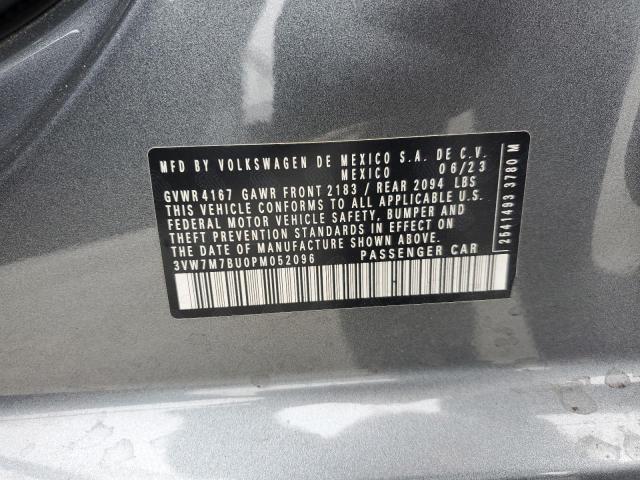 MFD BY VOLKSWAGEN DE MEXICO S.A. DE C.V.
MEXICO 06/23
GVWR 4167 GAWR FRONT 2183 / REAR 2094 LBS
THIS VEHICLE CONFORMS TO ALL APPLICABLE U.S.
FEDERAL MOTOR VEHICLE SAFETY, BUMPER AND
THEFT PREVENTION STANDARDS IN EFFECT ON
THE DATE OF MANUFACTURE SHOWN ABOVE.
3VW7M7BU0PM052096 PASSENGER CAR
2541493 3780 M